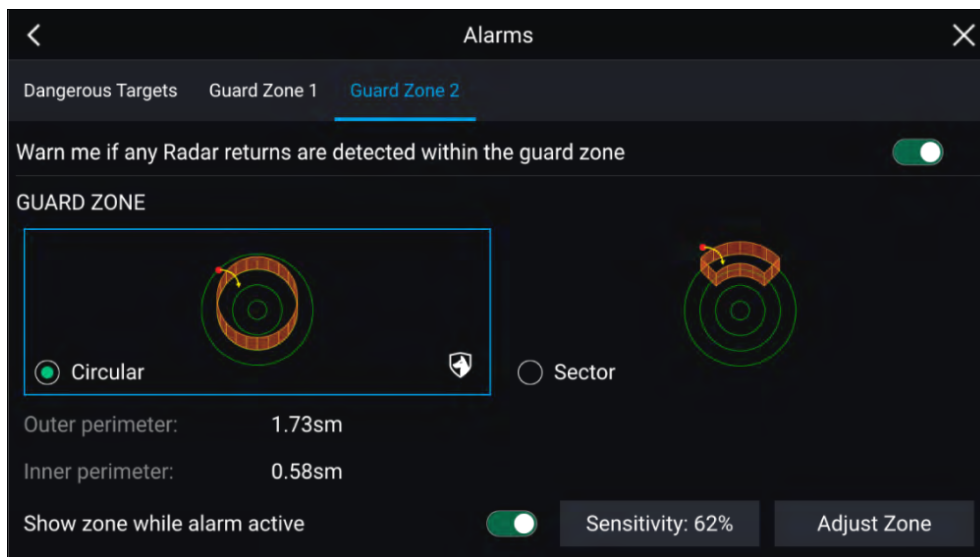 Alarms
Dangerous Targets Guard Zone 1 Guard Zone 2
Warn me if any Radar returns are detected within the guard zone
GUARD ZONE
Circular Sector
Outer perimeter: 1.73sm
Inner perimeter: 0.58sm
Show zone while alarm active Sensitivity: 62% Adjust Zone